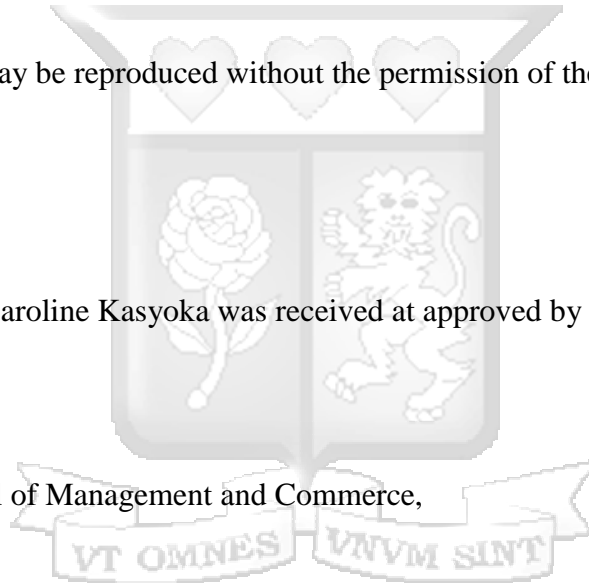 ay be reproduced without the permission of the
aroline Kasyoka was received at approved by
of Management and Commerce,
VT OMNES VNVM SINT